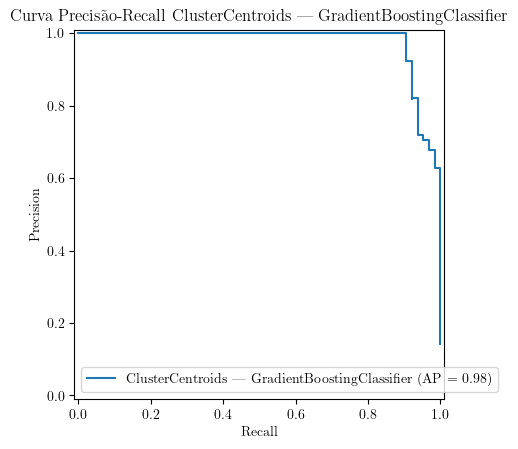 Curva Precisão-Recall ClusterCentroids — GradientBoostingClassifier
1.0
0.8
0.6
0.4
0.2
0.0
Precision
ClusterCentroids — GradientBoostingClassifier (AP = 0.98)
0.0 0.2 0.4 0.6 0.8 1.0
Recall